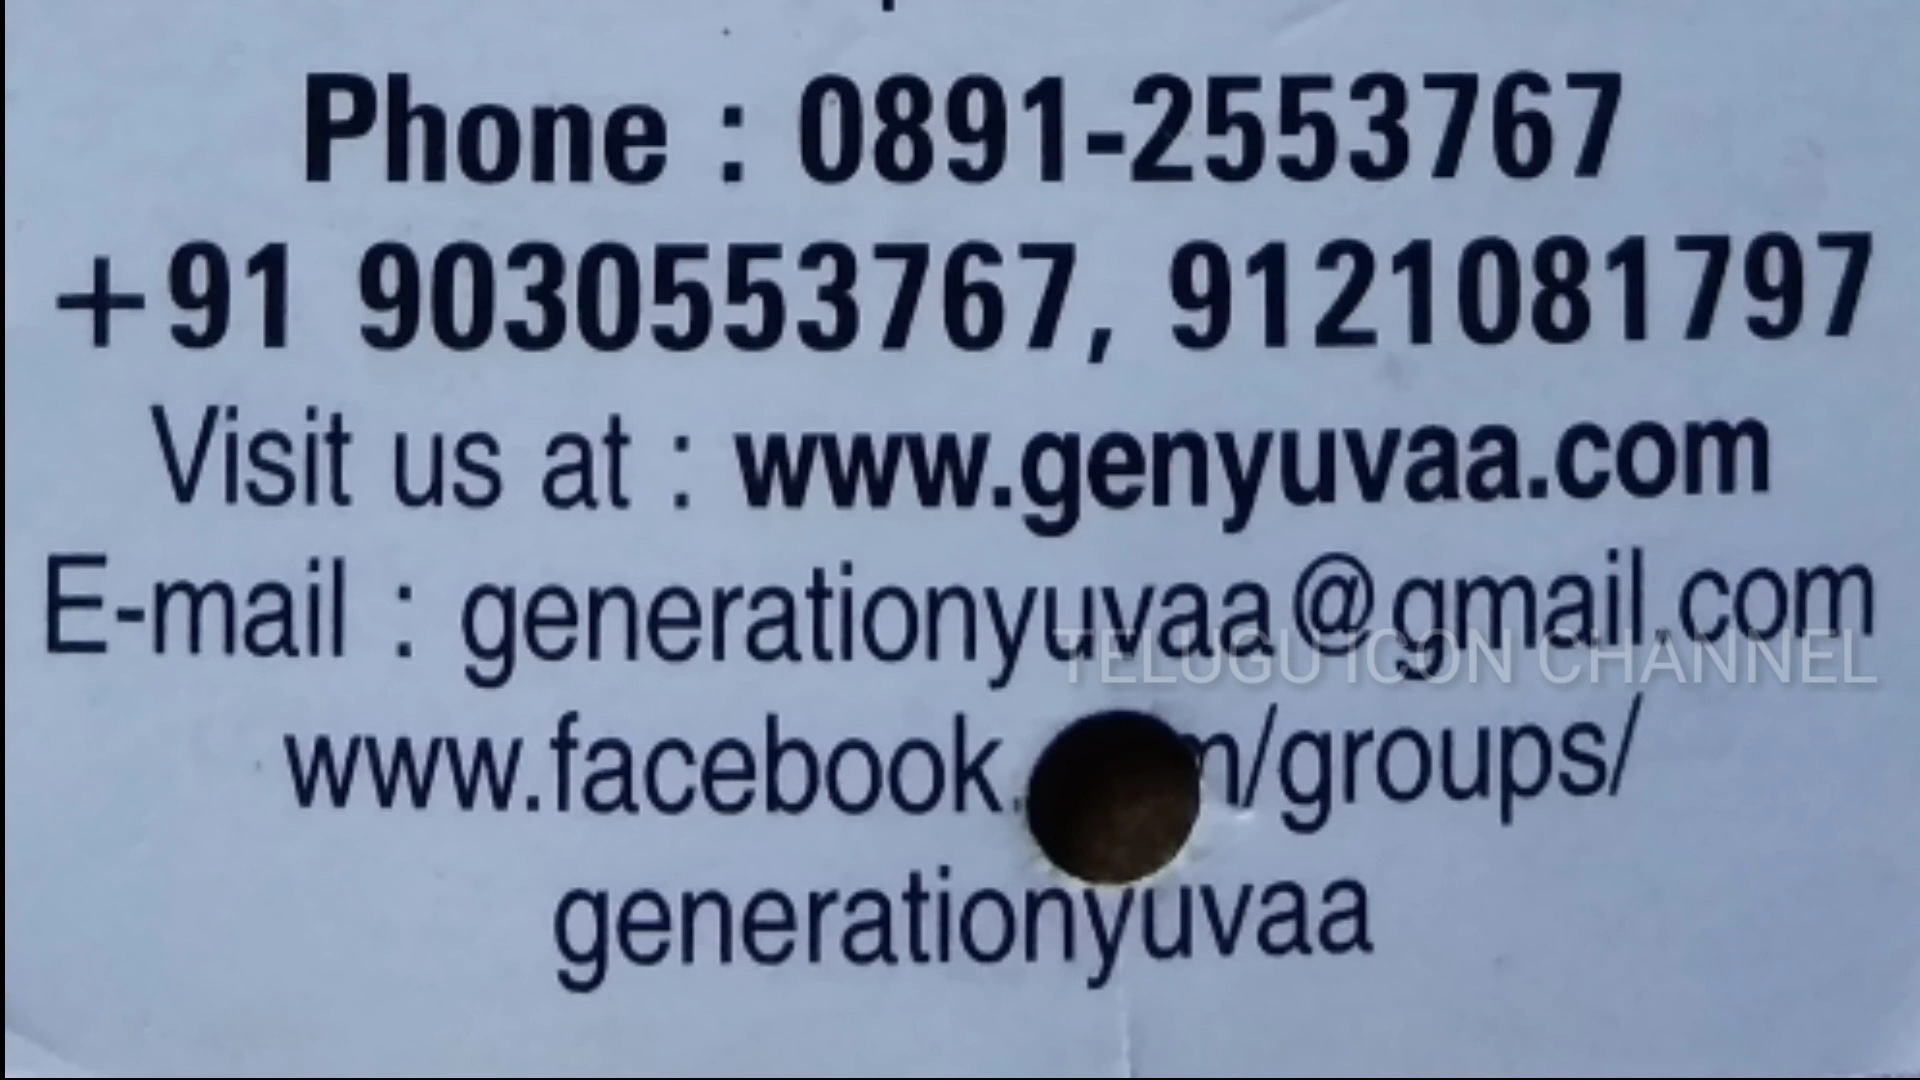 Phone : 0891-2553767
+91 9030553767, 9121081797
Visit us at : www.genyuvaa.com
E-mail : generationyuvaa@gmail.com
TELUGU ICON CHANNEL
www.facebook. m/groups/
generationyuvaa